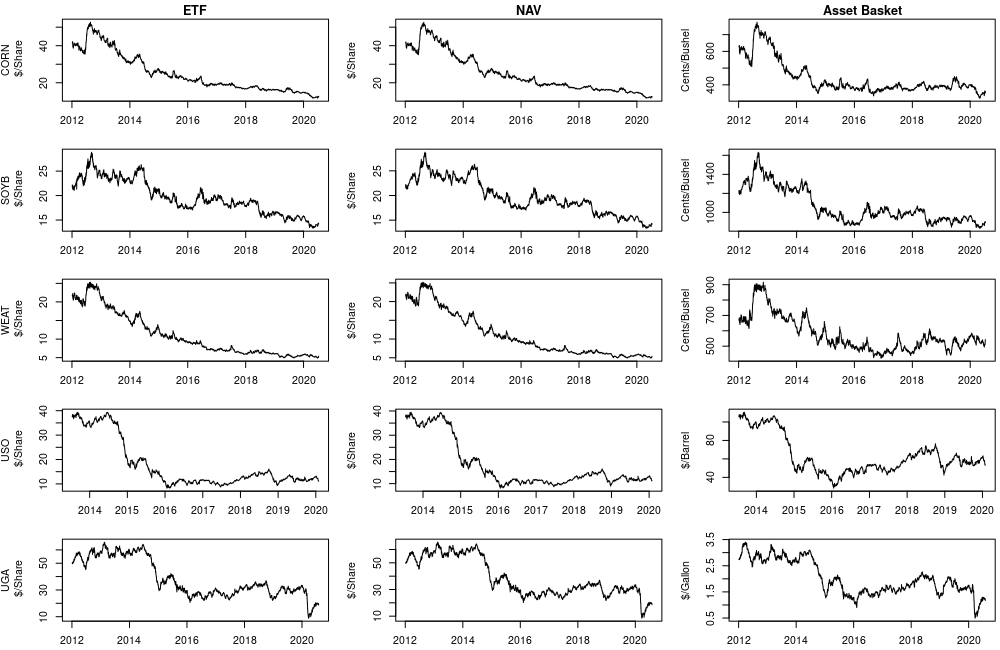 ETF NAV Asset Basket
CORN
$/Share
20 40
2012 2014 2016 2018 2020
$/Share
20 40
2012 2014 2016 2018 2020
Cents/Bushel
400 600
2012 2014 2016 2018 2020
SOYB
$/Share
15 20 25
2012 2014 2016 2018 2020
$/Share
15 20 25
2012 2014 2016 2018 2020
Cents/Bushel
1000 1400
2012 2014 2016 2018 2020
WEAT
$/Share
5 10 20
2012 2014 2016 2018 2020
$/Share
5 10 20
2012 2014 2016 2018 2020
Cents/Bushel
500 700 900
2012 2014 2016 2018 2020
USO
$/Share
10 20 30 40
2014 2015 2016 2017 2018 2019 2020
$/Share
10 20 30 40
2014 2015 2016 2017 2018 2019 2020
$/Barrel
40 80
2014 2015 2016 2017 2018 2019 2020
UGA
$/Share
10 30 50
2012 2014 2016 2018 2020
$/Share
10 30 50
2012 2014 2016 2018 2020
$/Gallon
0.5 1.5 2.5 3.5
2012 2014 2016 2018 2020